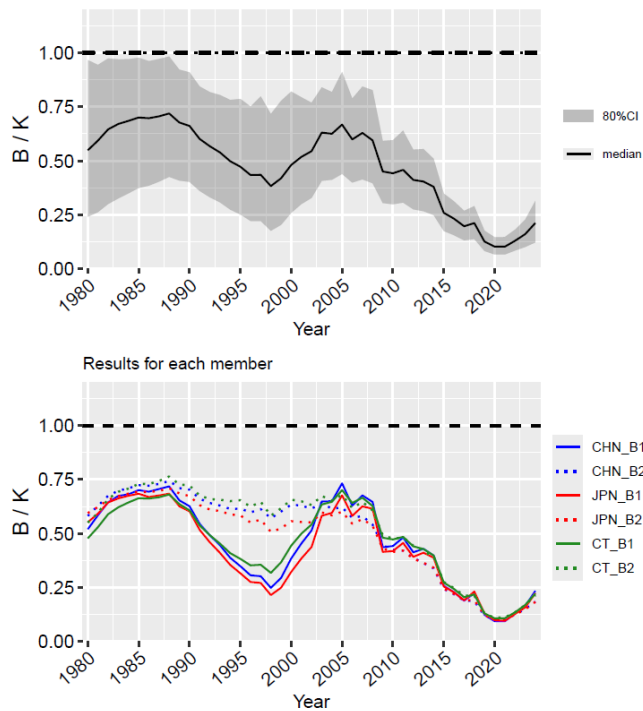 1.00
0.75
0.50
0.25
0.00
B / K
1980
1985
1990
1995
2000
2005
2010
2015
2020
Year
80%CI
median
Results for each member
1.00
0.75
0.50
0.25
0.00
B / K
1980
1985
1990
1995
2000
2005
2010
2015
2020
Year
CHN_B1
CHN_B2
JPN_B1
JPN_B2
CT_B1
CT_B2